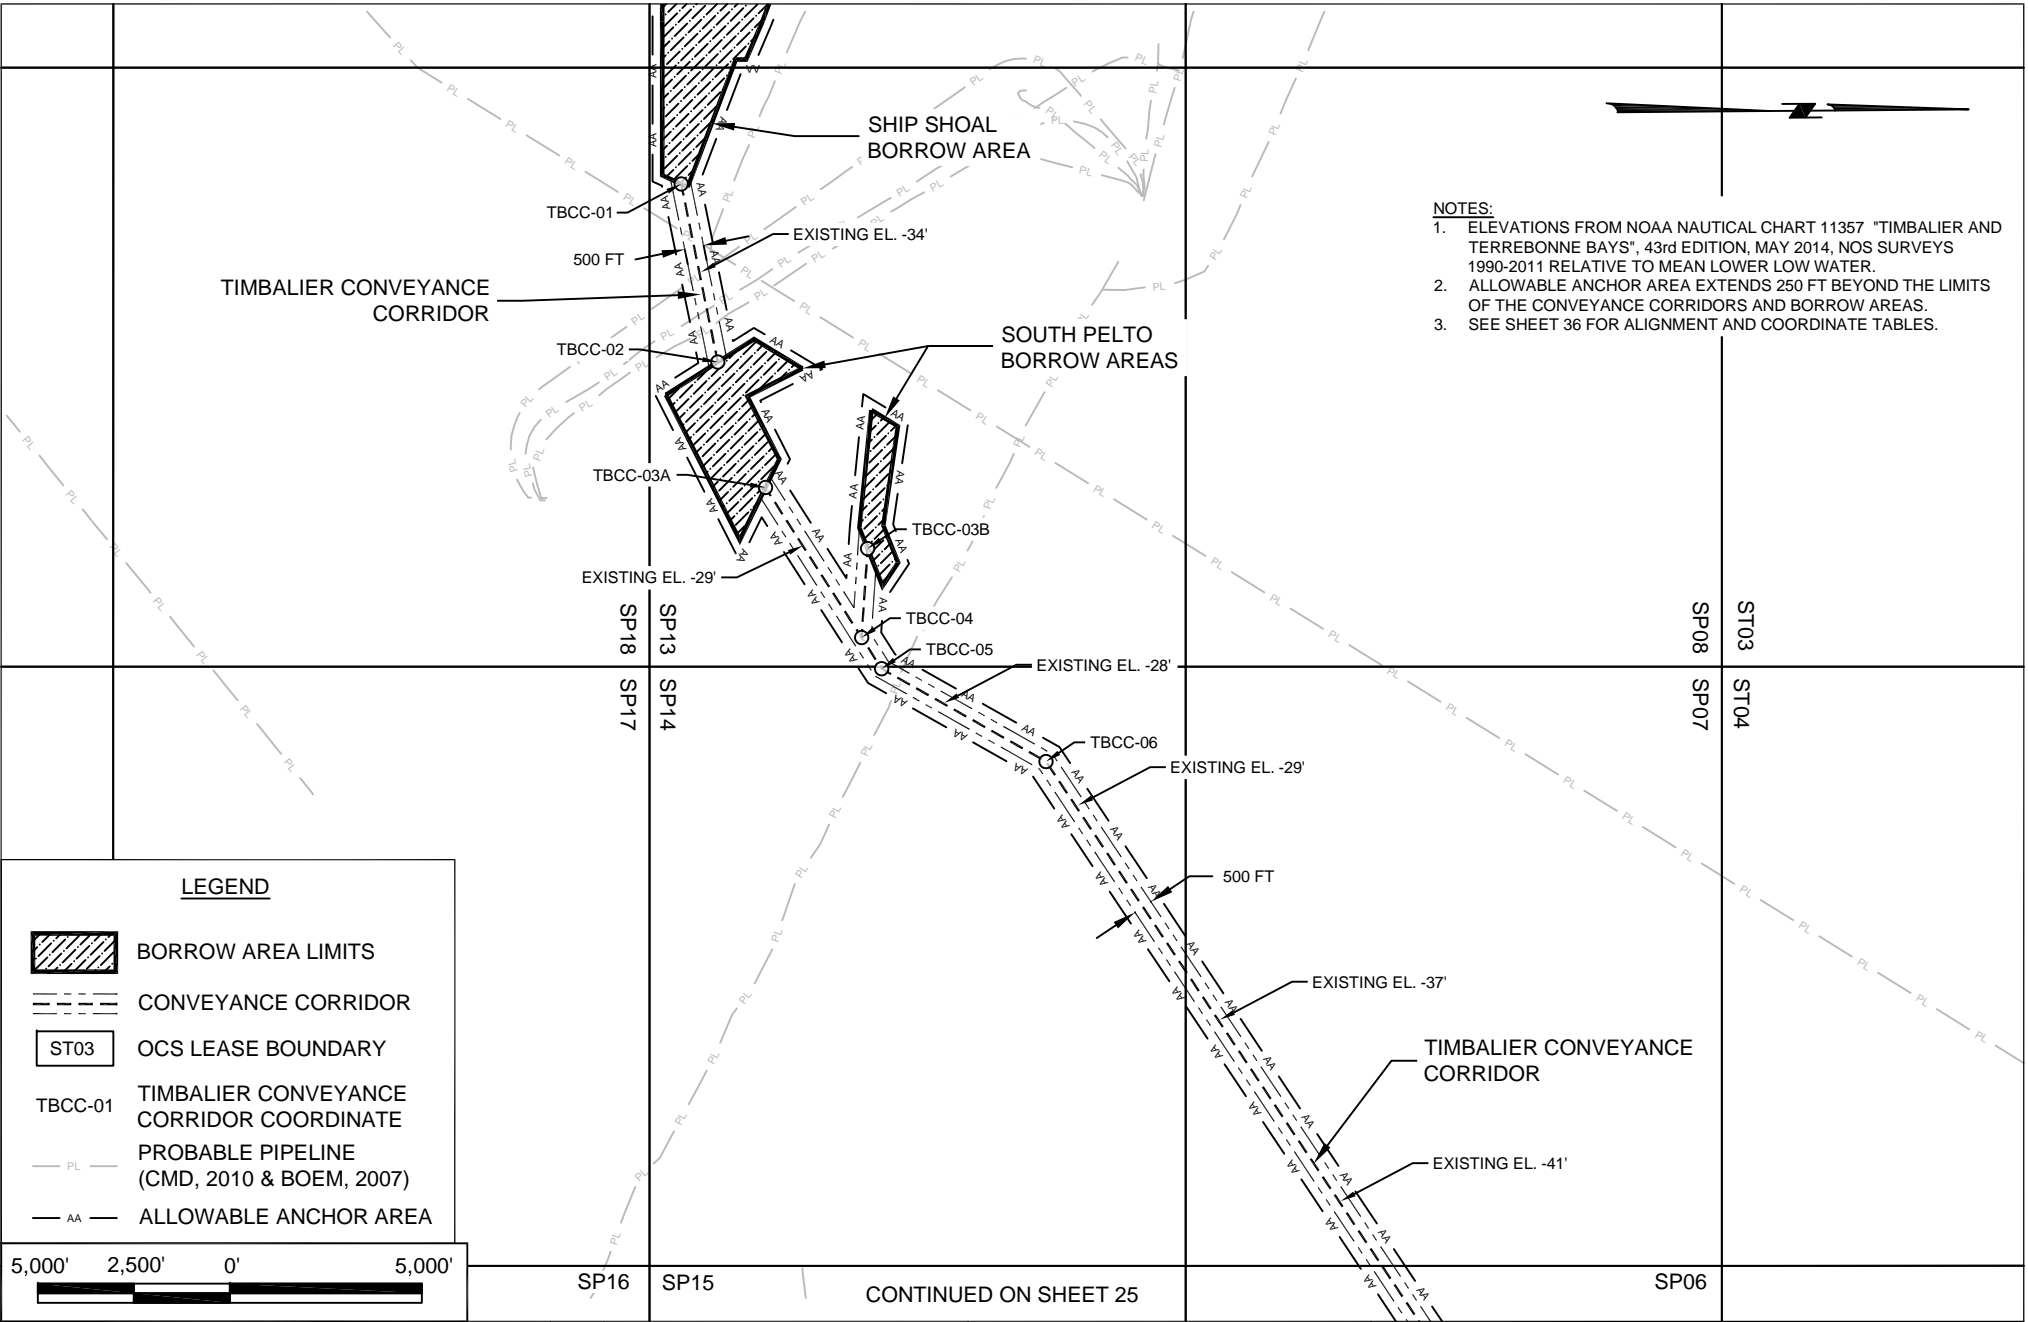 SHIP SHOAL
BORROW AREA
TBCC-01
EXISTING EL. -34'
500 FT
TIMBALIER CONVEYANCE
CORRIDOR
TBCC-02
SOUTH PELTO
BORROW AREAS
TBCC-03A
TBCC-03B
EXISTING EL. -29'
TBCC-04
TBCC-05
EXISTING EL. -28'
SP18
SP13
SP17
SP14
SP08
ST03
SP07
ST04
TBCC-06
EXISTING EL. -29'
500 FT
EXISTING EL. -37'
TIMBALIER CONVEYANCE
CORRIDOR
EXISTING EL. -41'
NOTES:
1. ELEVATIONS FROM NOAA NAUTICAL CHART 11357 "TIMBALIER AND
TERREBONNE BAYS", 43rd EDITION, MAY 2014, NOS SURVEYS
1990-2011 RELATIVE TO MEAN LOWER LOW WATER.
2. ALLOWABLE ANCHOR AREA EXTENDS 250 FT BEYOND THE LIMITS
OF THE CONVEYANCE CORRIDORS AND BORROW AREAS.
3. SEE SHEET 36 FOR ALIGNMENT AND COORDINATE TABLES.
LEGEND
BORROW AREA LIMITS
CONVEYANCE CORRIDOR
ST03 OCS LEASE BOUNDARY
TBCC-01 TIMBALIER CONVEYANCE
CORRIDOR COORDINATE
PL PROBABLE PIPELINE
(CMD, 2010 & BOEM, 2007)
AA ALLOWABLE ANCHOR AREA
5,000' 2,500' 0' 5,000'
SP16
SP15
CONTINUED ON SHEET 25
SP06